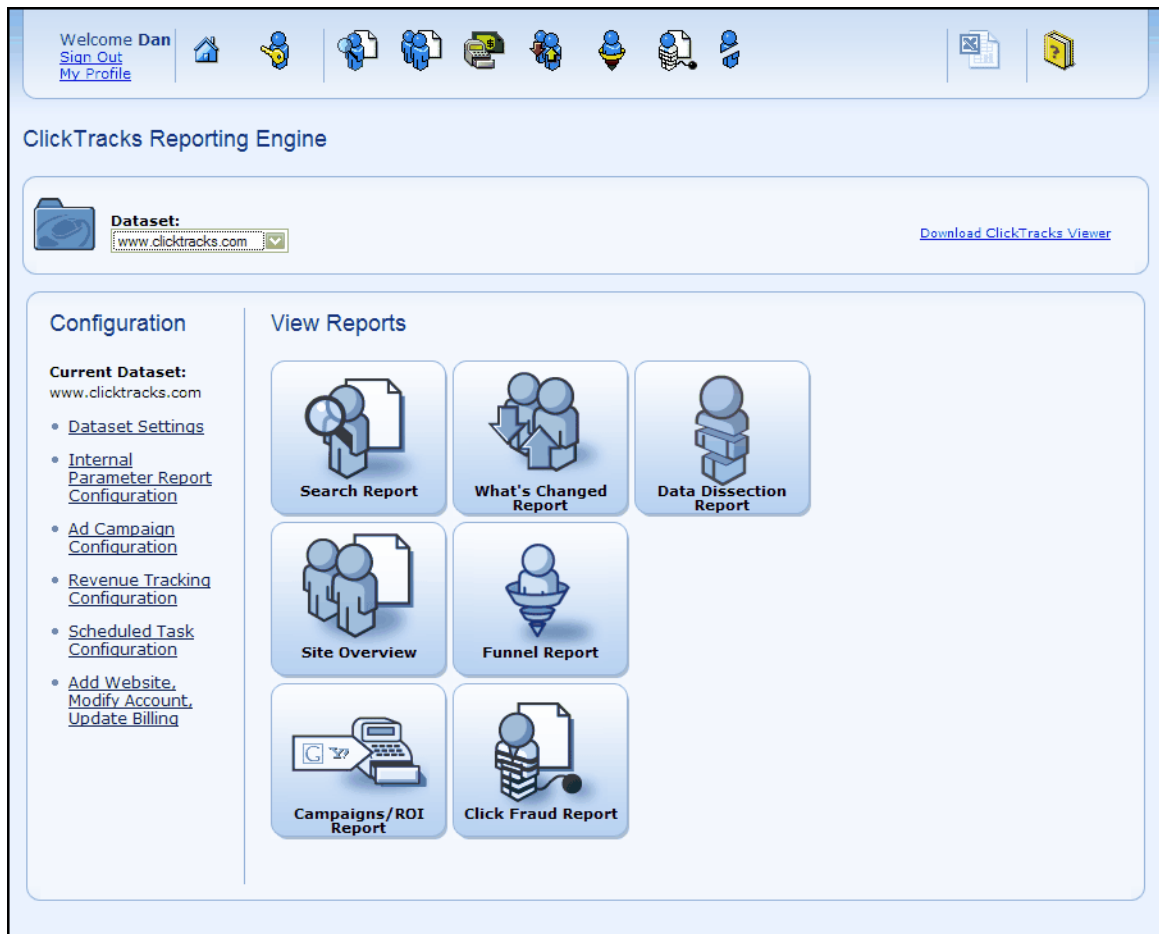 Welcome Dan
Sign Out
My Profile
ClickTracks Reporting Engine
Dataset:
www.clicktracks.com
Download ClickTracks Viewer
Configuration
Current Dataset:
www.clicktracks.com
Dataset Settings
Internal
Parameter Report
Configuration
Ad Campaign
Configuration
Revenue Tracking
Configuration
Scheduled Task
Configuration
Add Website,
Modify Account,
Update Billing
View Reports
Search Report
What's Changed
Report
Data Dissection
Report
Site Overview
Funnel Report
G Y?
Campaigns/ROI
Report
Click Fraud Report